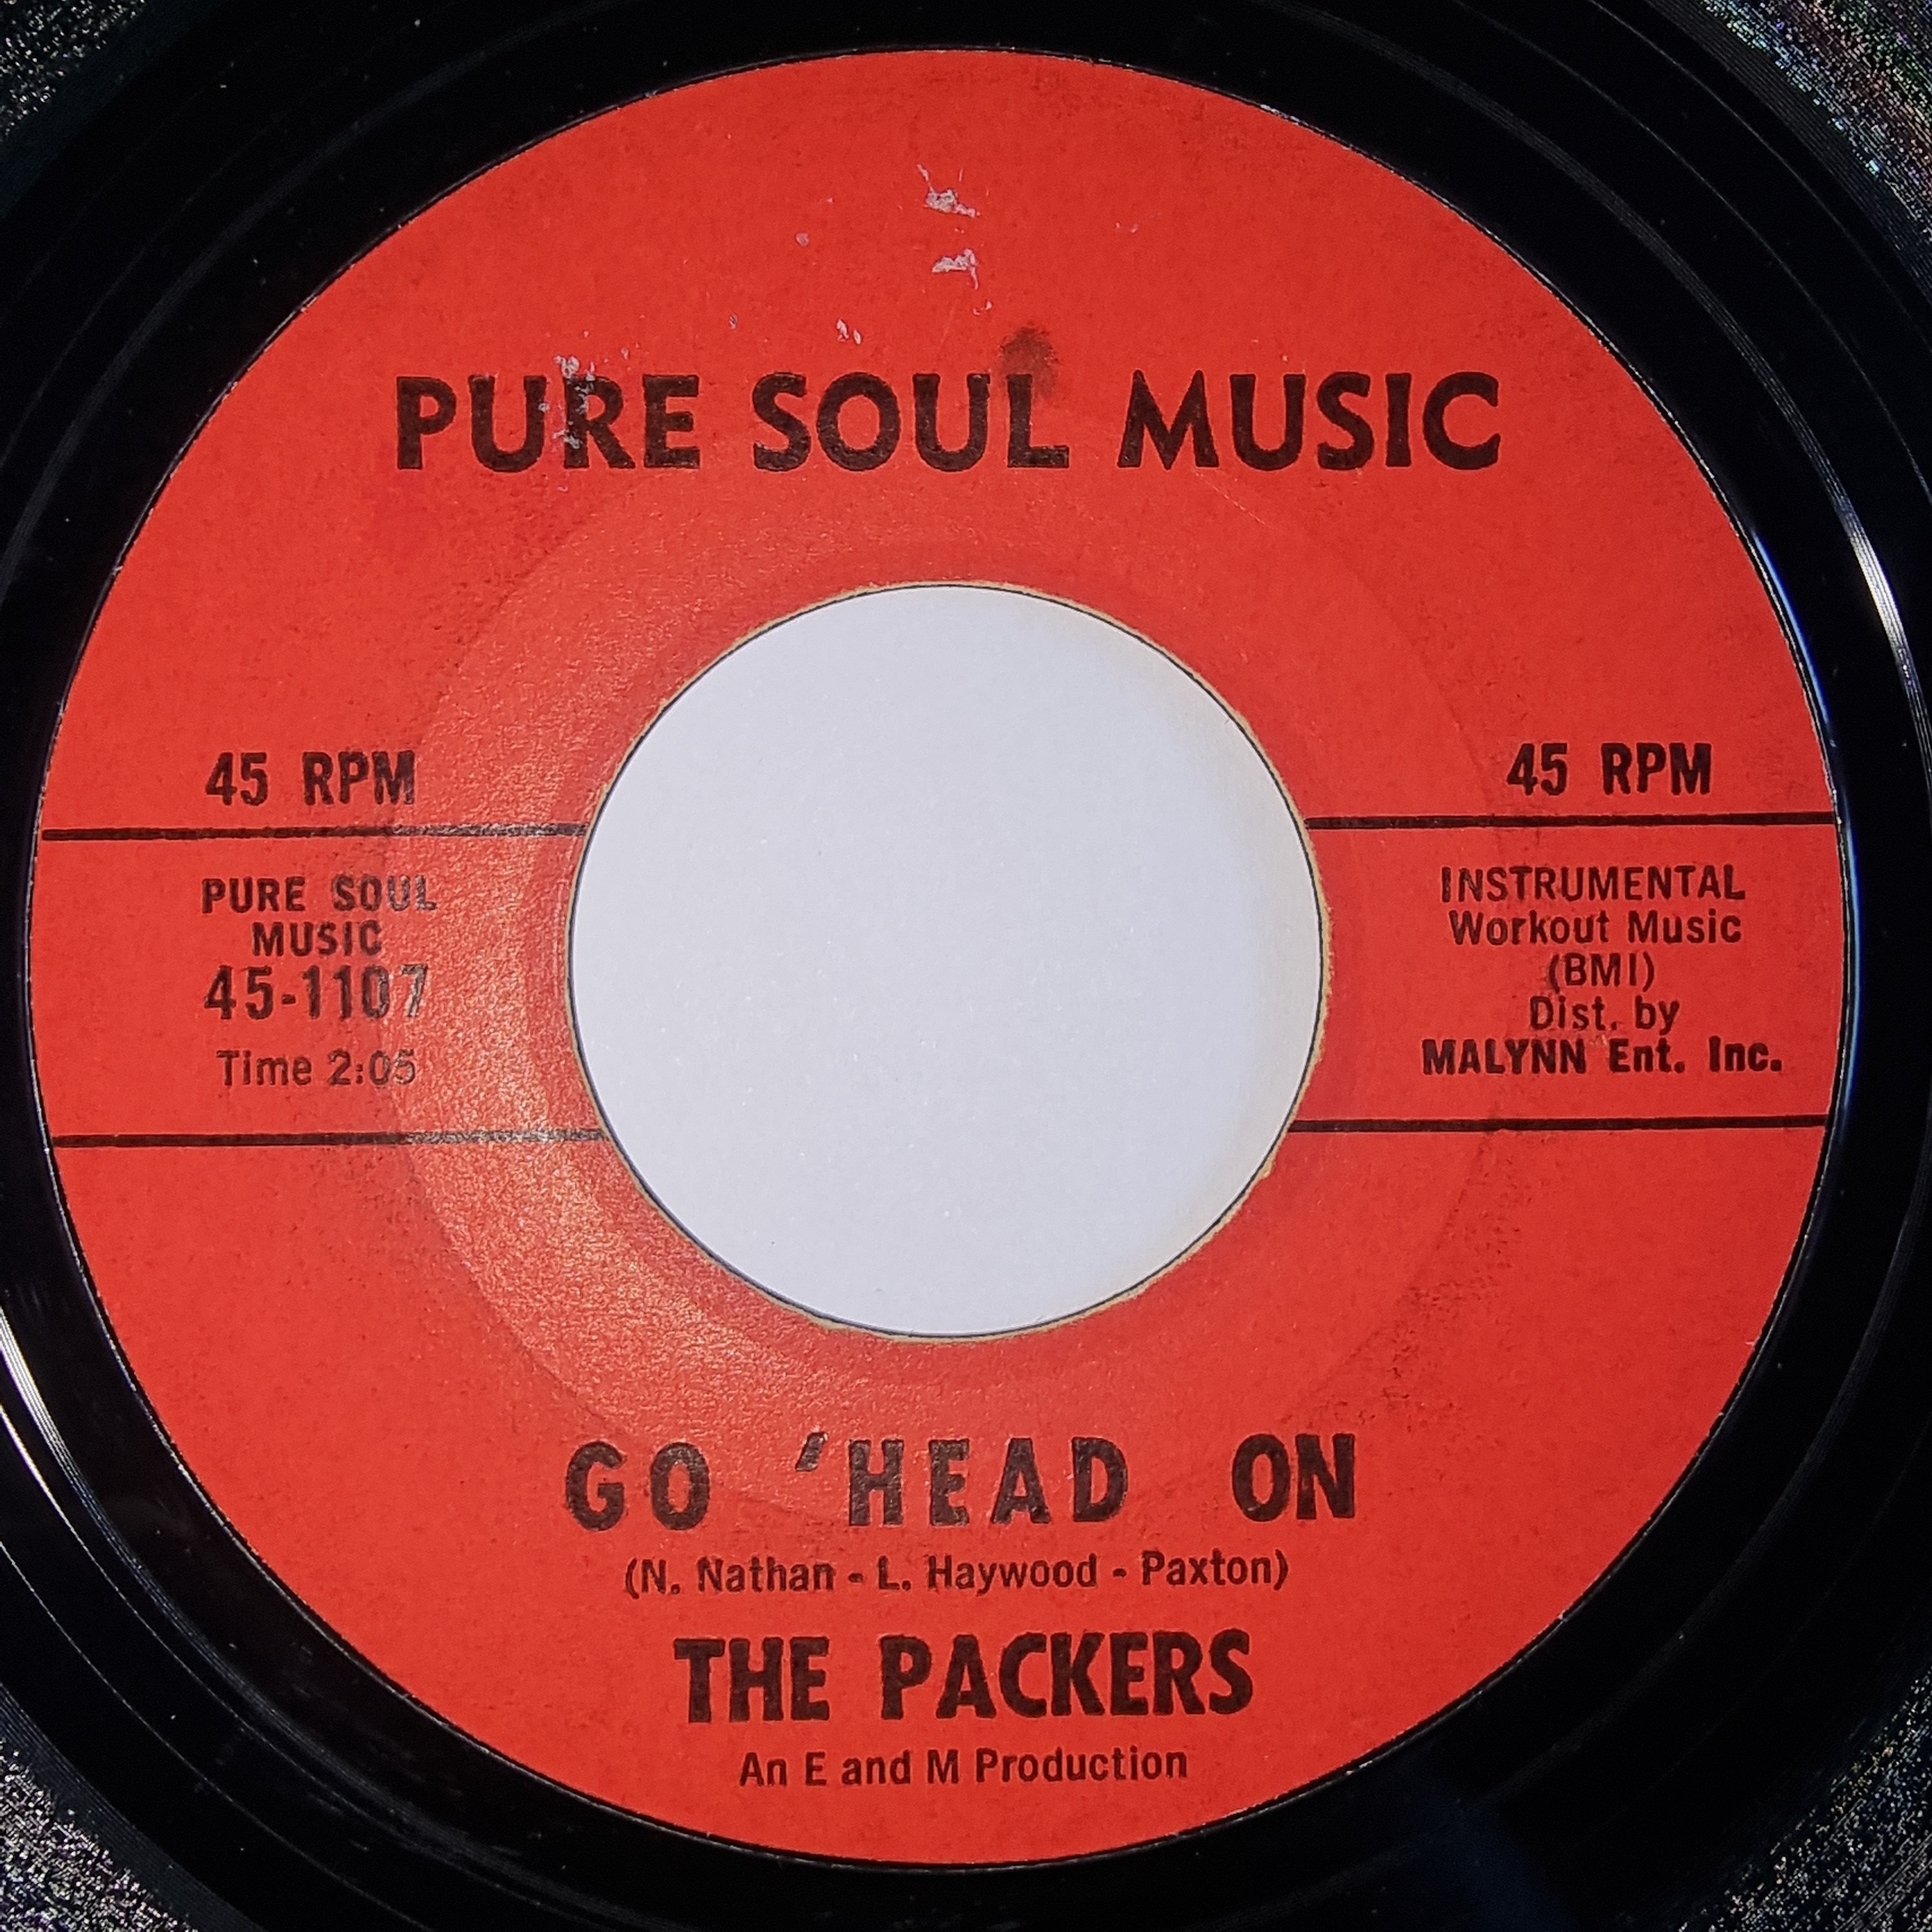 PURE SOUL MUSIC
45 RPM
45 RPM
PURE SOUL
MUSIC
45-1107
Time 2:05
INSTRUMENTAL
Workout Music
(BMI)
Dist. by
MALYNN Ent. Inc.
GO 'HEAD ON
(N. Nathan - L. Haywood - Paxton)
THE PACKERS
An E and M Production